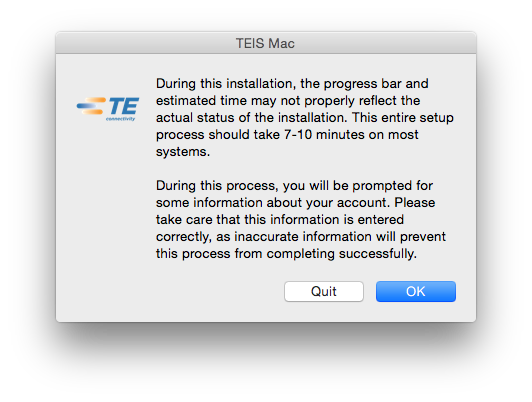 TEIS Mac
TE
connectivity
During this installation, the progress bar and
estimated time may not properly reflect the
actual status of the installation. This entire setup
process should take 7-10 minutes on most
systems.
During this process, you will be prompted for
some information about your account. Please
take care that this information is entered
correctly, as inaccurate information will prevent
this process from completing successfully.
Quit
OK